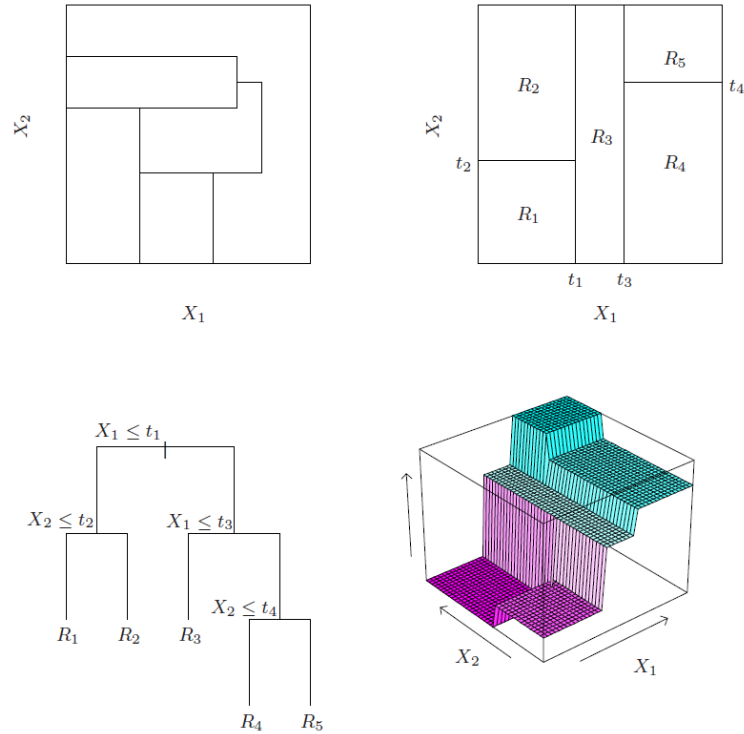 X₂
X₁
X₂
R₂
R₅
t₄
R₃
t₂
R₄
R₁
t₁
t₃
X₁
X₁ ≤ t₁
X₂ ≤ t₂
X₁ ≤ t₃
X₂ ≤ t₄
R₁
R₂
R₃
R₄
R₅
X₂
X₁